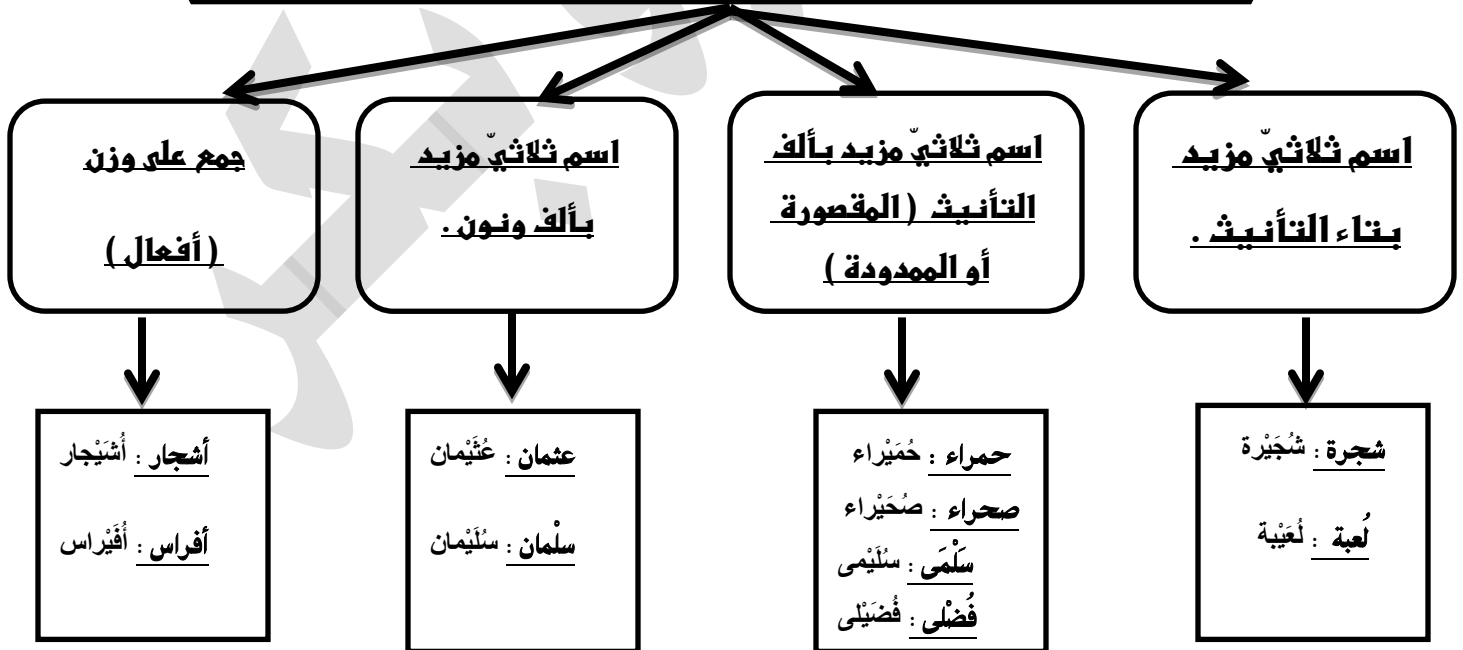 اسم ثلاثيّ مزيد
بتاء التأنيث .
اسم ثلاثيّ مزيد بألف
التأنيث ( المقصورة
أو الممدودة )
اسم ثلاثيّ مزيد
بألف ونون .
جمع على وزن
( أفعال )
شجرة : شُجَيْرة
لُعبة : لُعَيْبة
حمراء : حُمَيْراء
صحراء : صُحَيْراء
سَلْمَى : سُلَيْمى
فُضْلى : فُضَيْلى
عثمان : عُثَيْمان
سلْمان : سُلَيْمان
أشجار : أُشَيْجار
أفراس : أُفَيْراس